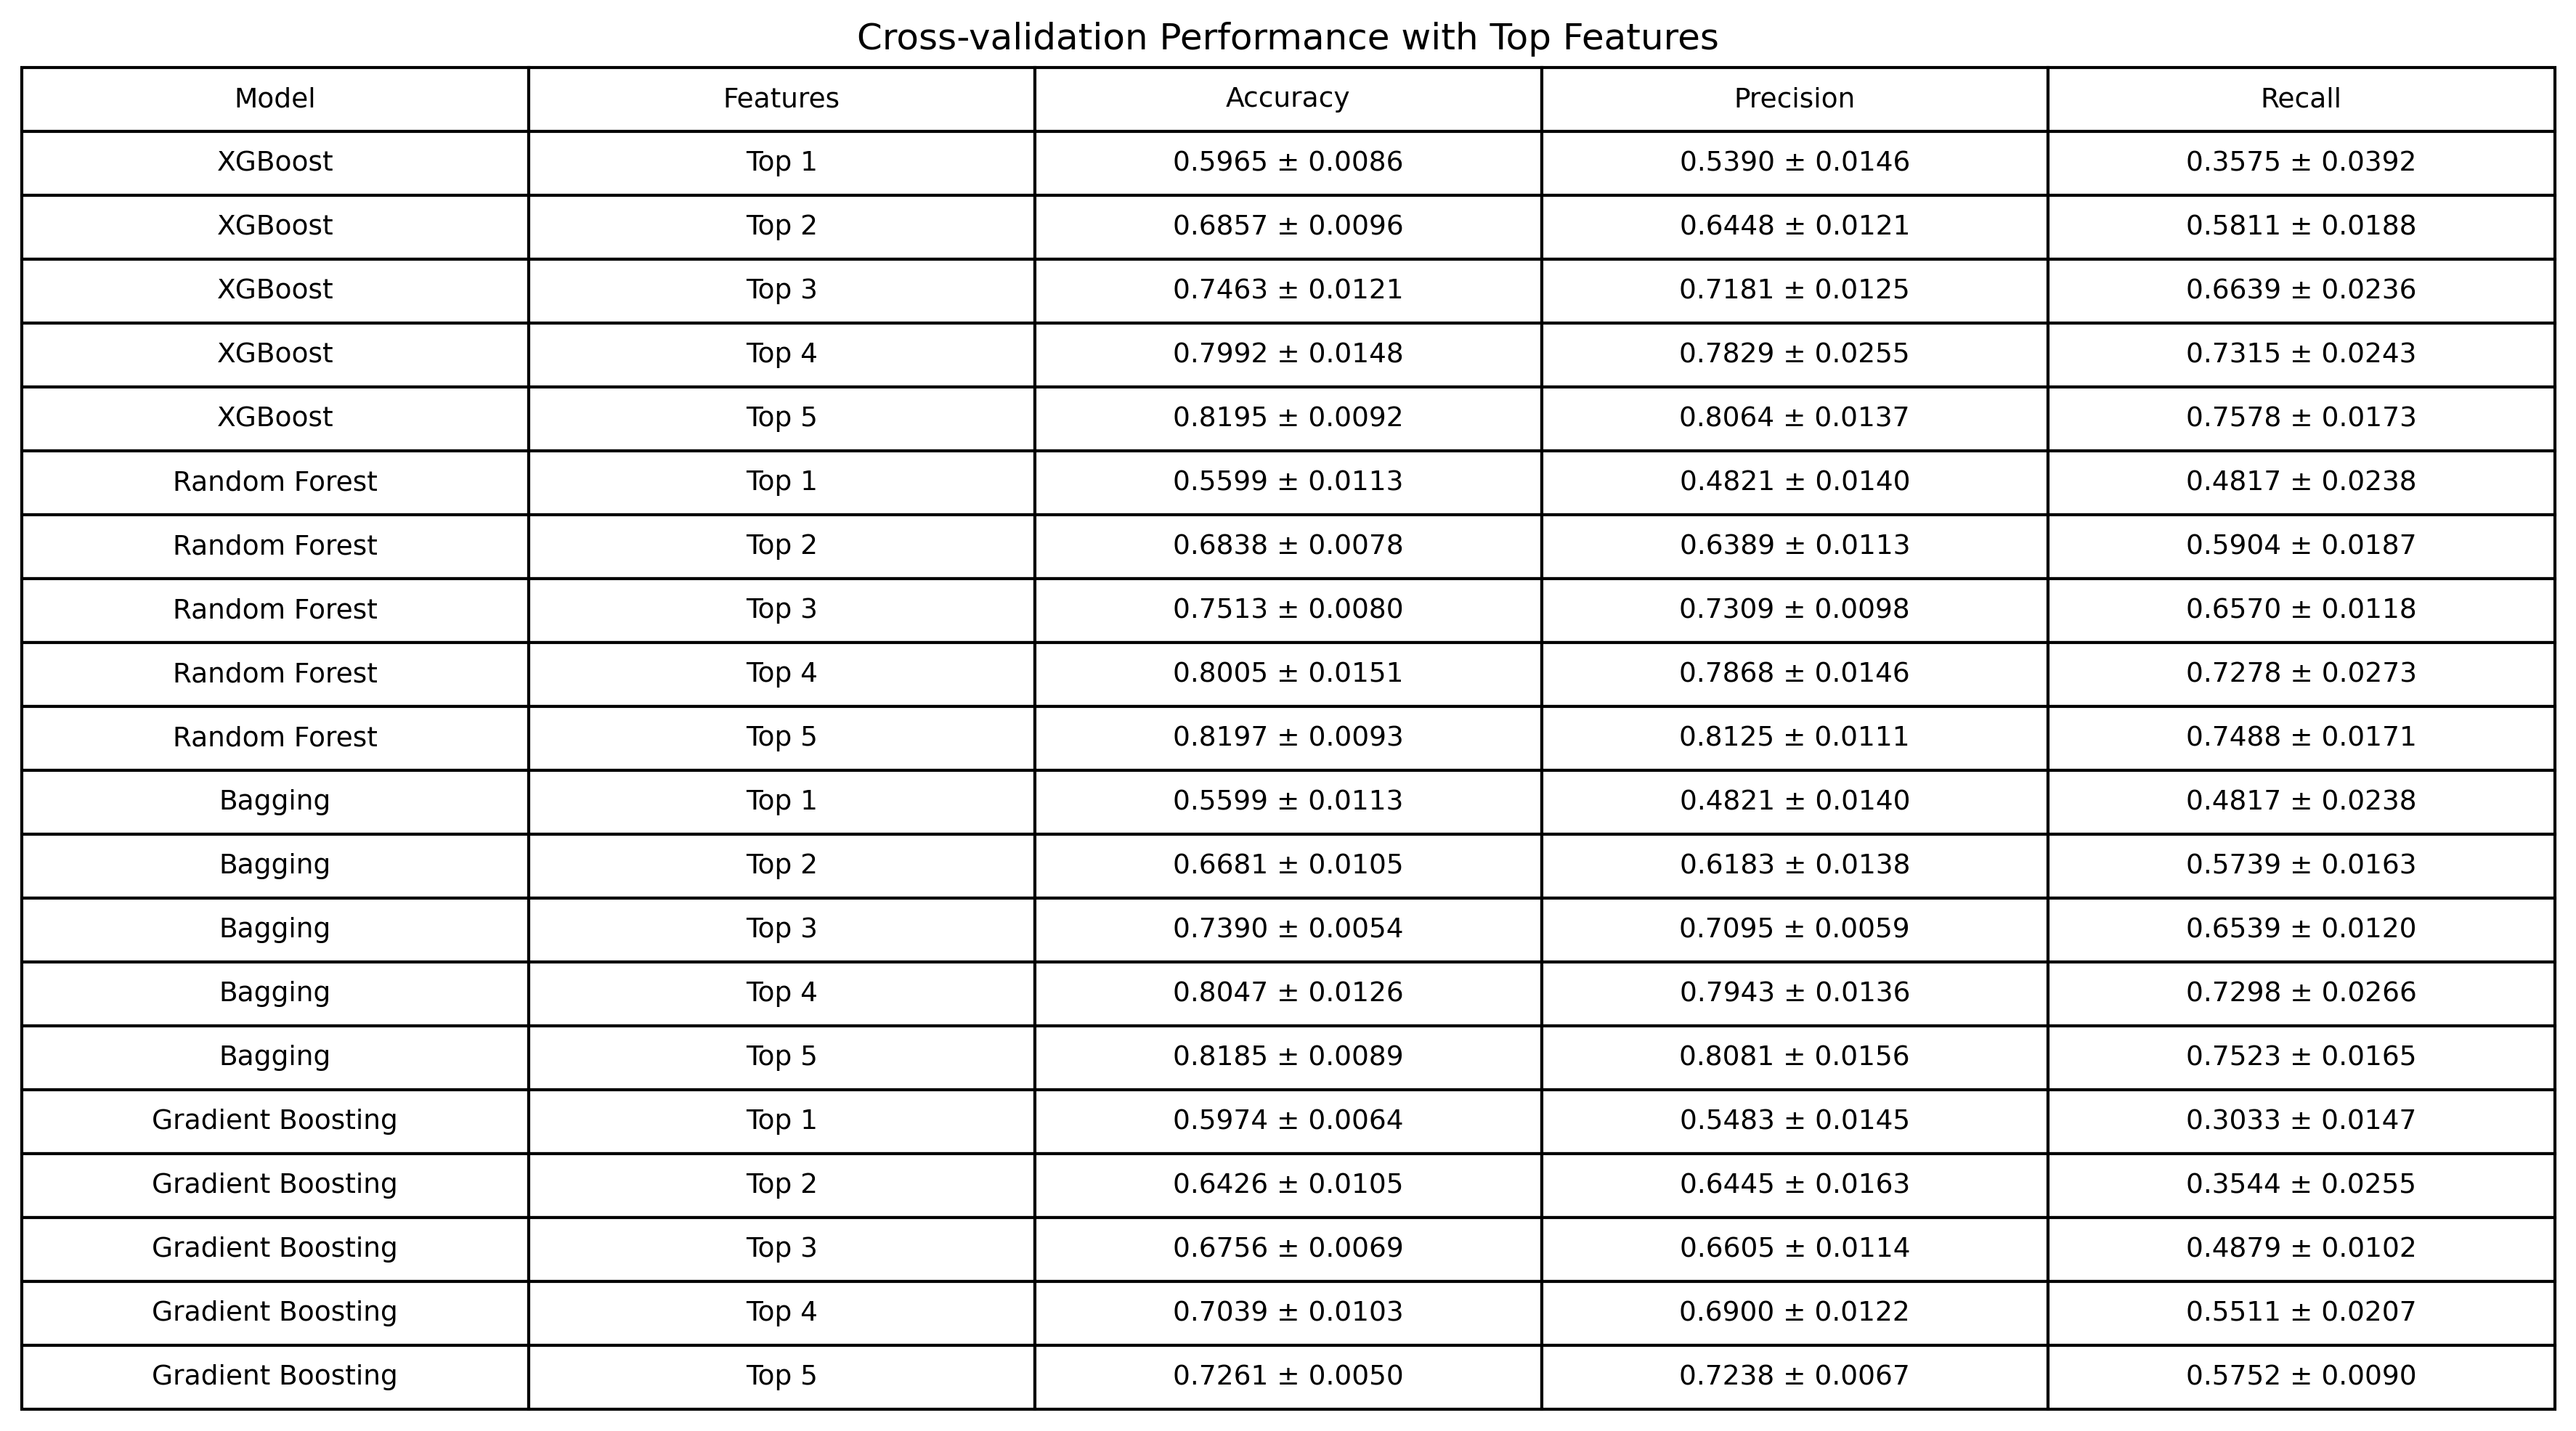 Cross-validation Performance with Top Features
Model Features Accuracy Precision Recall
XGBoost Top 1 0.5965 ± 0.0086 0.5390 ± 0.0146 0.3575 ± 0.0392
XGBoost Top 2 0.6857 ± 0.0096 0.6448 ± 0.0121 0.5811 ± 0.0188
XGBoost Top 3 0.7463 ± 0.0121 0.7181 ± 0.0125 0.6639 ± 0.0236
XGBoost Top 4 0.7992 ± 0.0148 0.7829 ± 0.0255 0.7315 ± 0.0243
XGBoost Top 5 0.8195 ± 0.0092 0.8064 ± 0.0137 0.7578 ± 0.0173
Random Forest Top 1 0.5599 ± 0.0113 0.4821 ± 0.0140 0.4817 ± 0.0238
Random Forest Top 2 0.6838 ± 0.0078 0.6389 ± 0.0113 0.5904 ± 0.0187
Random Forest Top 3 0.7513 ± 0.0080 0.7309 ± 0.0098 0.6570 ± 0.0118
Random Forest Top 4 0.8005 ± 0.0151 0.7868 ± 0.0146 0.7278 ± 0.0273
Random Forest Top 5 0.8197 ± 0.0093 0.8125 ± 0.0111 0.7488 ± 0.0171
Bagging Top 1 0.5599 ± 0.0113 0.4821 ± 0.0140 0.4817 ± 0.0238
Bagging Top 2 0.6681 ± 0.0105 0.6183 ± 0.0138 0.5739 ± 0.0163
Bagging Top 3 0.7390 ± 0.0054 0.7095 ± 0.0059 0.6539 ± 0.0120
Bagging Top 4 0.8047 ± 0.0126 0.7943 ± 0.0136 0.7298 ± 0.0266
Bagging Top 5 0.8185 ± 0.0089 0.8081 ± 0.0156 0.7523 ± 0.0165
Gradient Boosting Top 1 0.5974 ± 0.0064 0.5483 ± 0.0145 0.3033 ± 0.0147
Gradient Boosting Top 2 0.6426 ± 0.0105 0.6445 ± 0.0163 0.3544 ± 0.0255
Gradient Boosting Top 3 0.6756 ± 0.0069 0.6605 ± 0.0114 0.4879 ± 0.0102
Gradient Boosting Top 4 0.7039 ± 0.0103 0.6900 ± 0.0122 0.5511 ± 0.0207
Gradient Boosting Top 5 0.7261 ± 0.0050 0.7238 ± 0.0067 0.5752 ± 0.0090